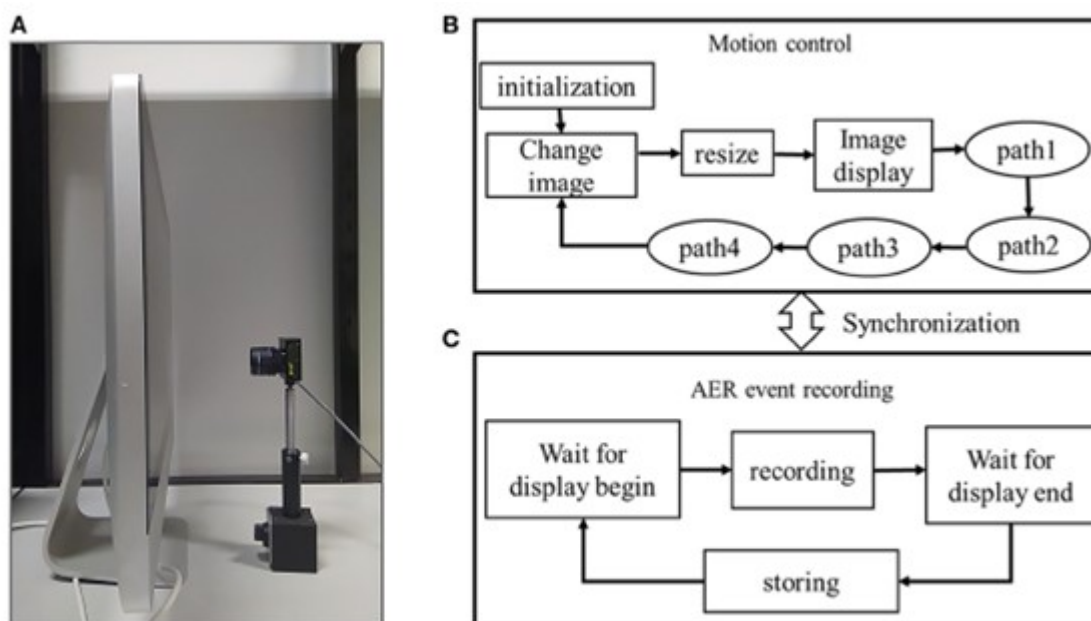 A
B
Motion control
initialization
Change
image
resize
Image
display
path1
path2
path3
path4
Synchronization
C
AER event recording
Wait for
display begin
recording
Wait for
display end
storing